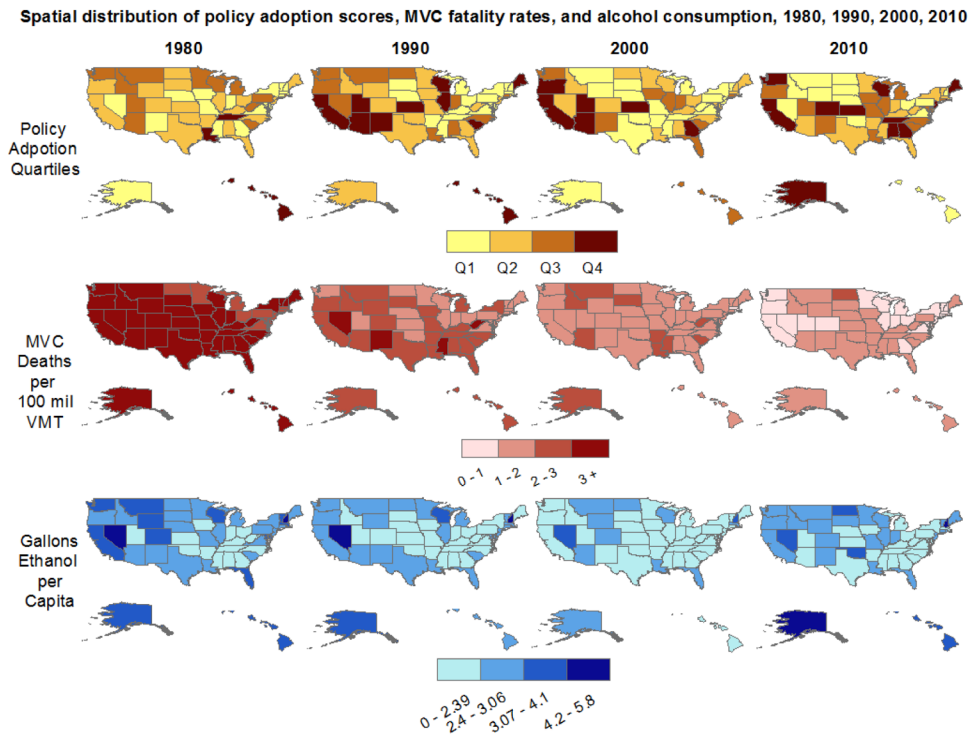 Spatial distribution of policy adoption scores, MVC fatality rates, and alcohol consumption, 1980, 1990, 2000, 2010
1980 1990 2000 2010
Policy
Adpotion
Quartiles
Q1 Q2 Q3 Q4
MVC
Deaths
per
100 mil
VMT
0 - 1 1 - 2 2 - 3 3 +
Gallons
Ethanol
per
Capita
0 - 2.39 2.4 - 3.06 3.07 - 4.1 4.2 - 5.8